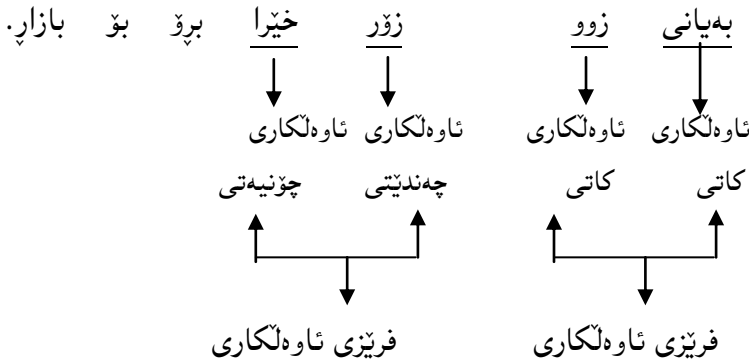 بەیانی زوو زۆر خێرا برۆ بۆ بازاڕ.
ئاوەڵکاری ئاوەڵکاری ئاوەڵکاری ئاوەڵکاری
کاتی کاتی چەندێتی چۆنیەتی
فرێزی ئاوەڵکاری فرێزی ئاوەڵکاری